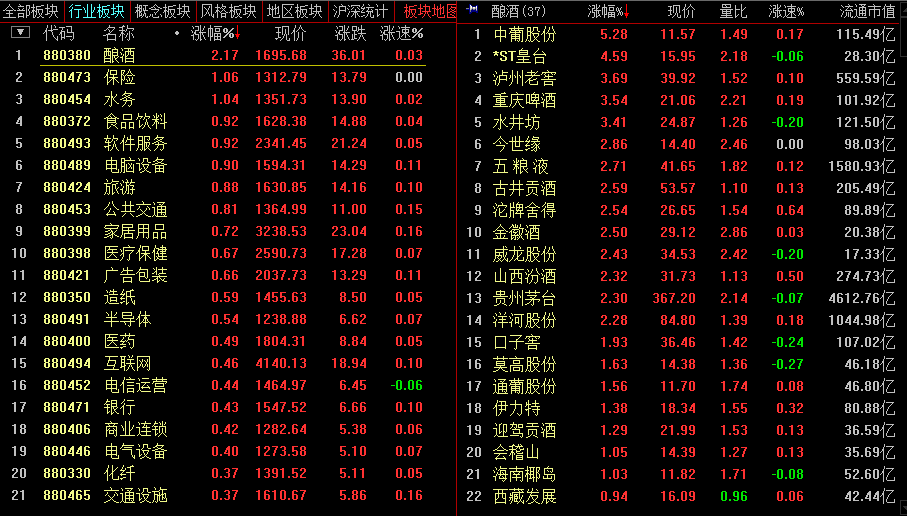 全部板块 行业板块 概念板块 风格板块 地区板块 沪深统计 板块地图
代码 名称 涨幅%↓ 现价 涨跌 涨速%
1 880380 酿酒 2.17 1695.68 36.01 0.03
2 880473 保险 1.06 1312.79 13.79 0.00
3 880454 水务 1.04 1351.73 13.90 0.02
4 880372 食品饮料 0.92 1628.38 14.88 0.04
5 880493 软件服务 0.92 2341.45 21.24 0.05
6 880489 电脑设备 0.90 1594.31 14.29 0.11
7 880424 旅游 0.88 1630.85 14.16 0.10
8 880453 公共交通 0.81 1364.99 11.00 0.15
9 880399 家居用品 0.72 3238.53 23.04 0.16
10 880398 医疗保健 0.67 2590.73 17.28 0.07
11 880421 广告包装 0.66 2037.73 13.29 0.11
12 880350 造纸 0.59 1455.63 8.50 0.05
13 880491 半导体 0.54 1238.88 6.62 0.07
14 880400 医药 0.49 1804.31 8.84 0.05
15 880494 互联网 0.46 4140.13 18.94 0.10
16 880452 电信运营 0.44 1464.97 6.45 -0.06
17 880471 银行 0.43 1547.52 6.66 0.10
18 880406 商业连锁 0.42 1282.64 5.38 0.06
19 880446 电气设备 0.40 1273.58 5.10 0.07
20 880330 化纤 0.37 1391.52 5.11 0.05
21 880465 交通设施 0.37 1610.67 5.86 0.16
酿酒(37) 涨幅%↓ 现价 量比 涨速% 流通市值
1 中葡股份 5.28 11.57 1.49 0.17 115.49亿
2 *ST皇台 4.59 15.95 2.18 -0.06 28.30亿
3 泸州老窖 3.69 39.92 1.52 0.10 559.59亿
4 重庆啤酒 3.54 21.06 2.21 0.19 101.92亿
5 水井坊 3.41 24.87 1.26 -0.20 121.50亿
6 今世缘 2.86 14.40 2.46 0.00 98.03亿
7 五 粮 液 2.71 41.65 1.82 0.12 1580.93亿
8 古井贡酒 2.59 53.57 1.10 0.13 205.49亿
9 沱牌舍得 2.54 26.65 1.54 0.64 89.89亿
10 金徽酒 2.50 29.12 2.86 0.03 20.38亿
11 威龙股份 2.43 34.53 2.42 -0.20 17.33亿
12 山西汾酒 2.32 31.73 1.13 0.50 274.73亿
13 贵州茅台 2.30 367.20 2.14 -0.07 4612.76亿
14 洋河股份 2.28 84.80 1.39 0.18 1044.98亿
15 口子窖 1.93 36.46 1.42 -0.24 107.02亿
16 莫高股份 1.63 14.38 1.36 -0.27 46.18亿
17 通葡股份 1.56 11.70 1.74 0.08 46.80亿
18 伊力特 1.38 18.34 1.55 0.32 80.88亿
19 迎驾贡酒 1.29 21.99 1.53 0.13 36.59亿
20 会稽山 1.05 14.39 1.27 0.13 35.69亿
21 海南椰岛 1.03 11.82 1.71 -0.08 52.60亿
22 西藏发展 0.94 16.09 0.96 0.06 42.44亿